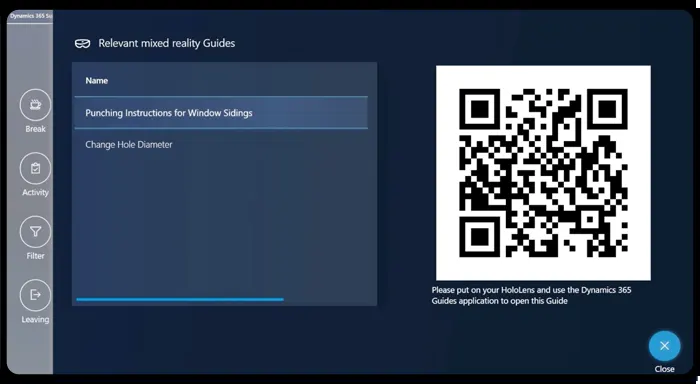 Dynamics 365 Su
Relevant mixed reality Guides
Name
Punching Instructions for Window Sidings
Change Hole Diameter
Break
Activity
Filter
Leaving
Please put on your HoloLens and use the Dynamics 365
Guides application to open this Guide
Close